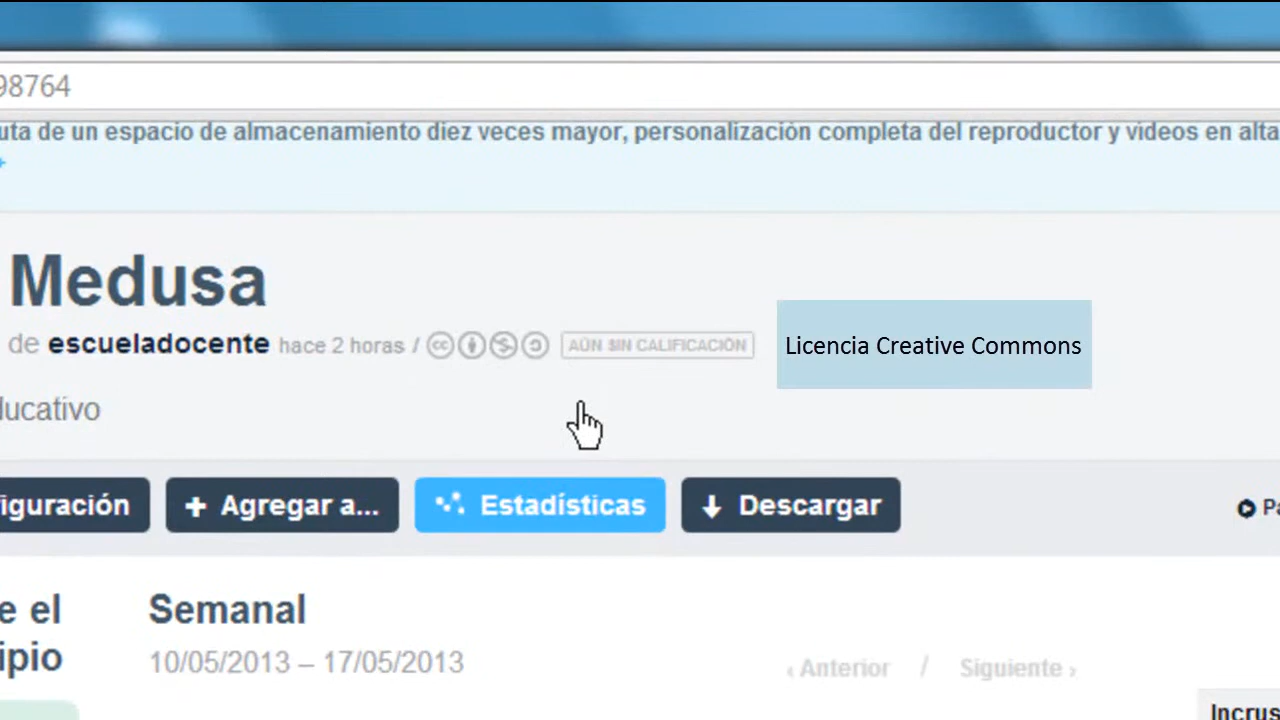 98764
uta de un espacio de almacenamiento diez veces mayor, personalización completa del reproductor y videos en alta
+
Medusa
de escueladocente hace 2 horas / cc AÚN SIN CALIFICACIÓN
Licencia Creative Commons
ducativo
iguración
+ Agregar a...
Estadísticas
Descargar
Pa
e el
ipio
Semanal
10/05/2013 – 17/05/2013
‹ Anterior / Siguiente ›
Incrus